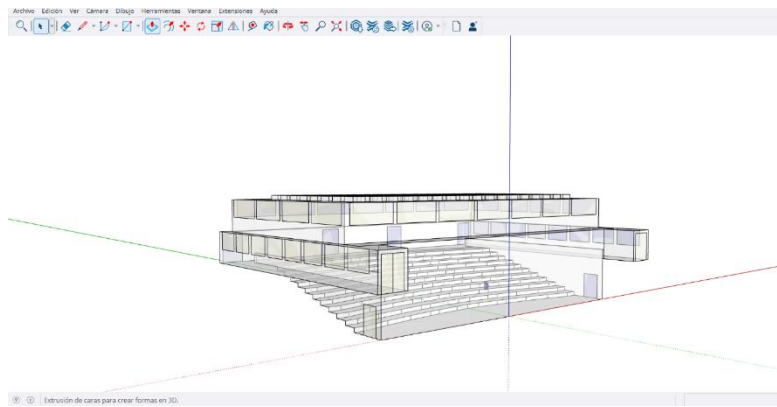 Archivo Edición Ver Cámara Dibujo Herramientas Ventana Extensiones Ayuda
Extrusión de caras para crear formas en 3D.